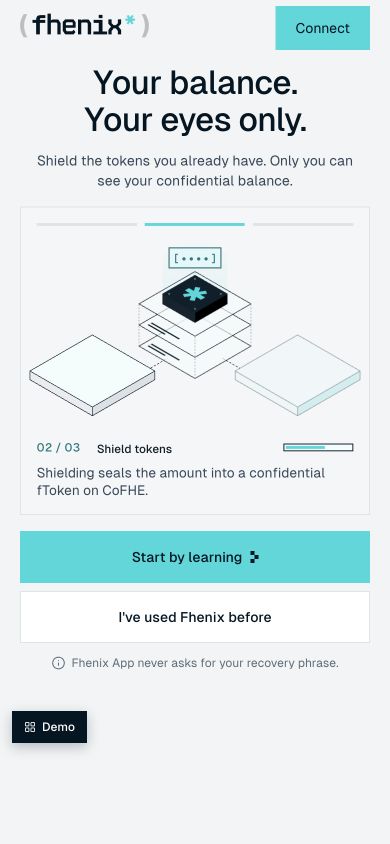 (fhenix*)
Connect
Your balance.
Your eyes only.
Shield the tokens you already have. Only you can
see your confidential balance.
[••••]
02 / 03 Shield tokens
Shielding seals the amount into a confidential
fToken on CoFHE.
Start by learning
I've used Fhenix before
Fhenix App never asks for your recovery phrase.
Demo